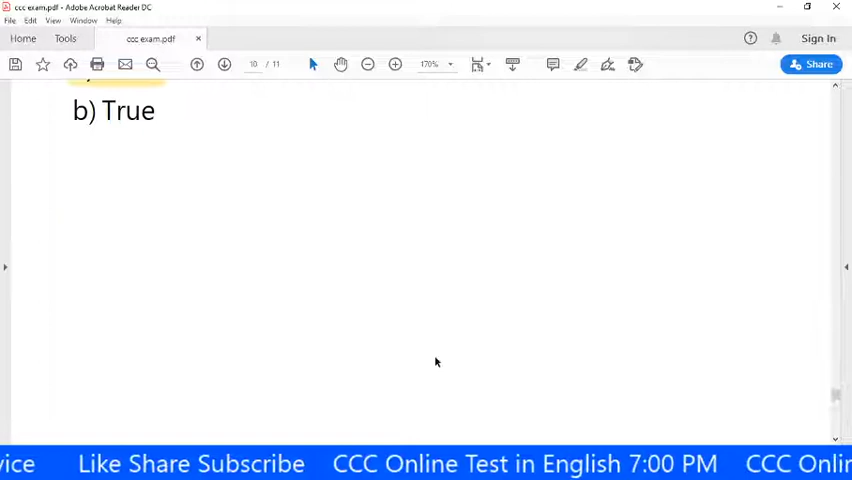 ccc exam.pdf - Adobe Acrobat Reader DC
File Edit View Window Help
Home Tools ccc exam.pdf × Sign In
10 / 11 170% Share
b) True
vice Like Share Subscribe CCC Online Test in English 7:00 PM CCC Onlin